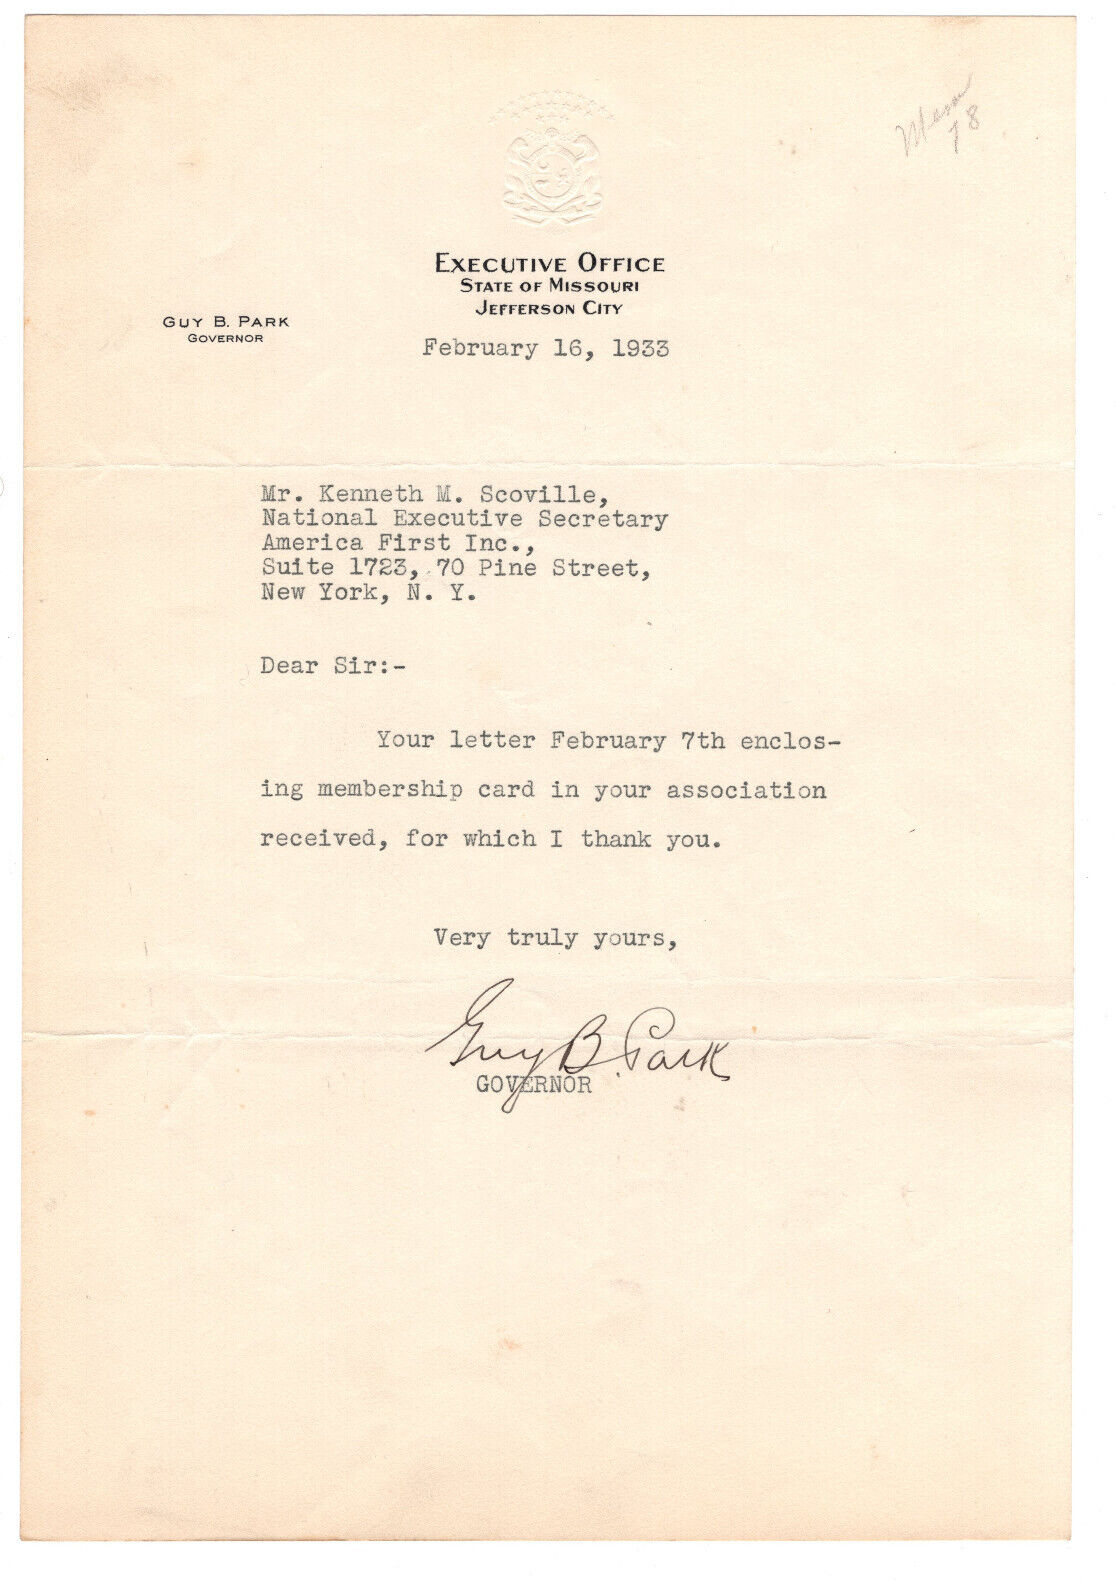 18
EXECUTIVE OFFICE
STATE OF MISSOURI
JEFFERSON CITY
GUY B. PARK
GOVERNOR
February 16, 1933
Mr. Kenneth M. Scoville,
National Executive Secretary
America First Inc.,
Suite 1723, 70 Pine Street,
New York, N. Y.
Dear Sir:-
Your letter February 7th enclos-
ing membership card in your association
received, for which I thank you.
Very truly yours,
Guy B. Park
GOVERNOR